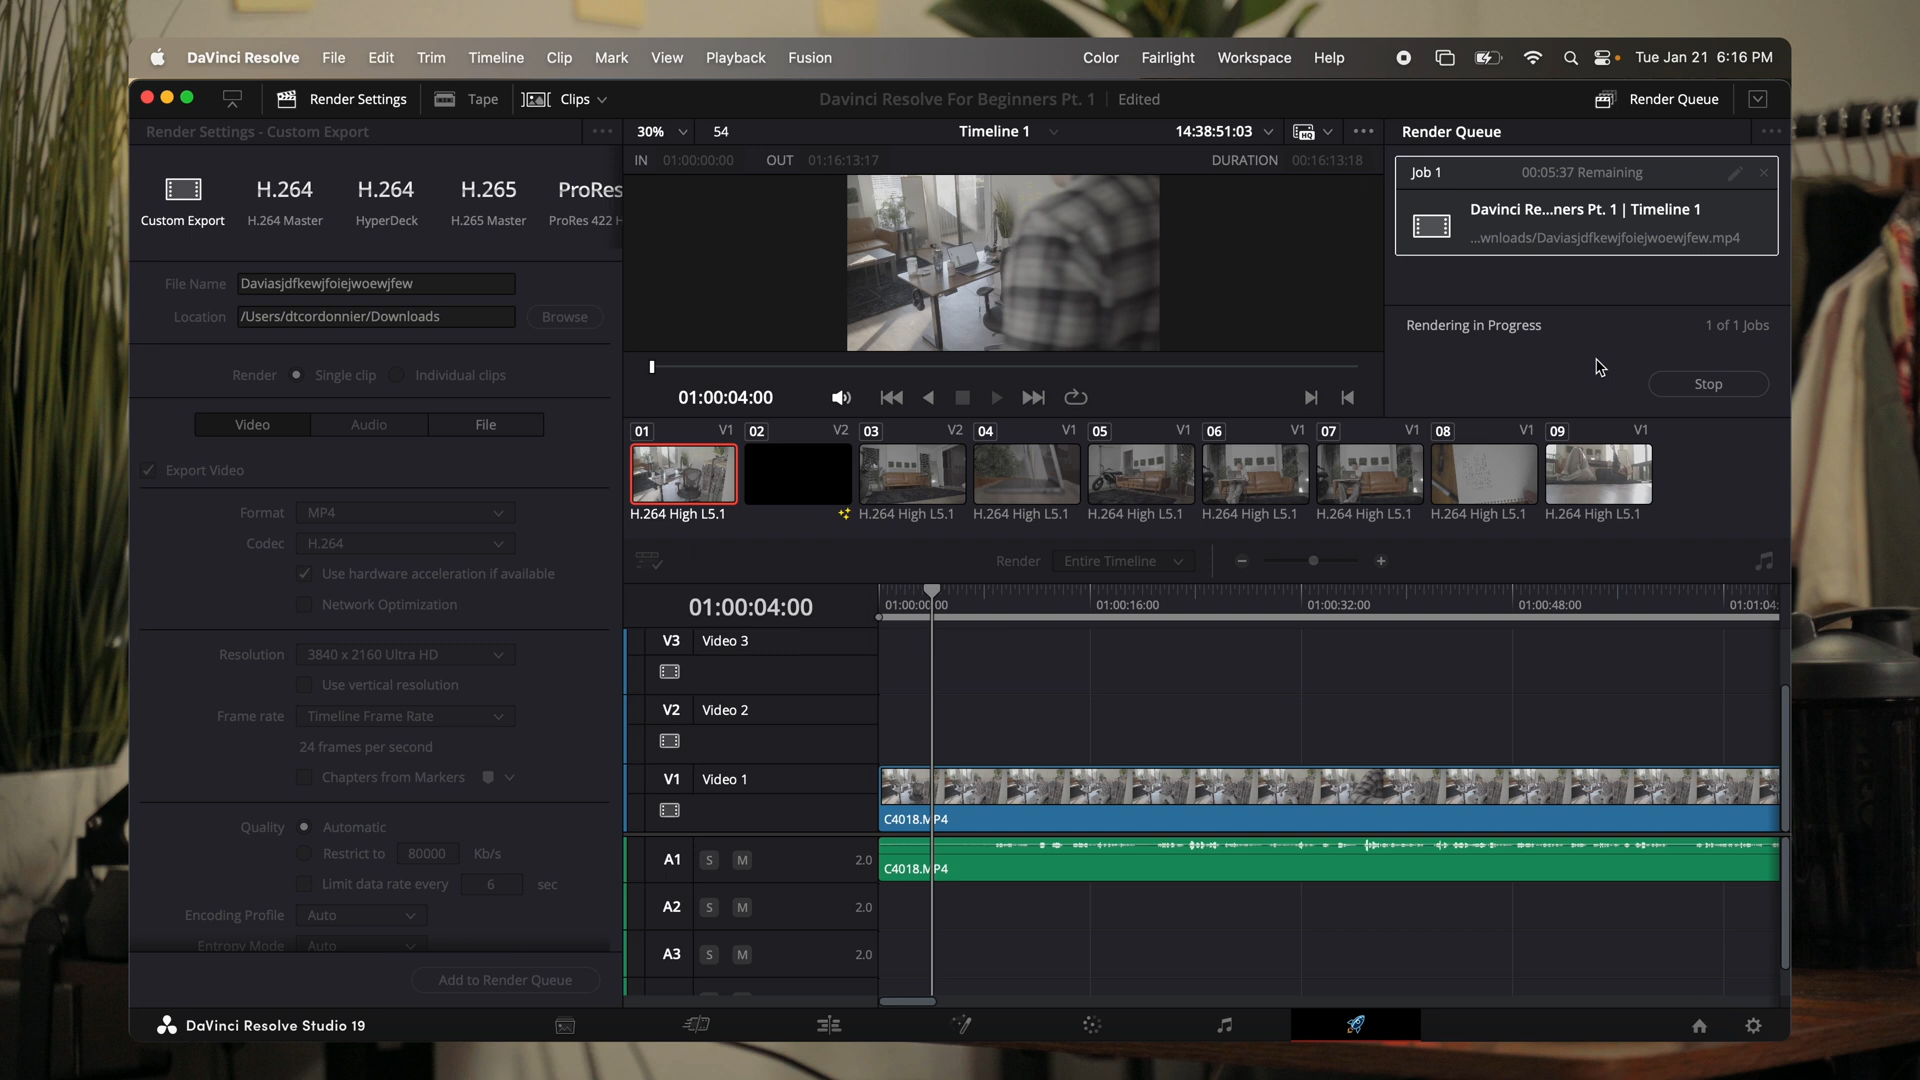 DaVinci Resolve File Edit Trim Timeline Clip Mark View Playback Fusion Color Fairlight Workspace Help Tue Jan 21 6:16 PM
Render Settings Tape Clips Davinci Resolve For Beginners Pt. 1 Edited Render Queue
Render Settings - Custom Export
30% 54 Timeline 1 14:38:51:03 HQ
IN 01:00:00:00 OUT 01:16:13:17 DURATION 00:16:13:18
Render Queue
Job 1 00:05:37 Remaining
Davinci Re...ners Pt. 1 | Timeline 1
...wnloads/Daviasjdfkewjfoiejwoewjfew.mp4
Rendering in Progress 1 of 1 Jobs
Stop
H.264 H.264 H.265 ProRes
Custom Export H.264 Master HyperDeck H.265 Master ProRes 422 H
File Name Daviasjdfkewjfoiejwoewjfew
Location /Users/dtcordonnier/Downloads Browse
Render Single clip Individual clips
Video Audio File
Export Video
Format MP4
Codec H.264
Use hardware acceleration if available
Network Optimization
Resolution 3840 x 2160 Ultra HD
Use vertical resolution
Frame rate Timeline Frame Rate
24 frames per second
Chapters from Markers
Quality Automatic
Restrict to 80000 Kb/s
Limit data rate every 6 sec
Encoding Profile Auto
Entropy Mode Auto
Add to Render Queue
01:00:04:00
01 V1 02 V2 03 V2 04 V1 05 V1 06 V1 07 V1 08 V1 09 V1
H.264 High L5.1 H.264 High L5.1 H.264 High L5.1 H.264 High L5.1 H.264 High L5.1 H.264 High L5.1 H.264 High L5.1 H.264 High L5.1
Render Entire Timeline
01:00:04:00
01:00:00:00 01:00:16:00 01:00:32:00 01:00:48:00 01:01:04:
V3 Video 3
V2 Video 2
V1 Video 1
C4018.MP4
A1 S M 2.0
C4018.MP4
A2 S M 2.0
A3 S M 2.0
DaVinci Resolve Studio 19